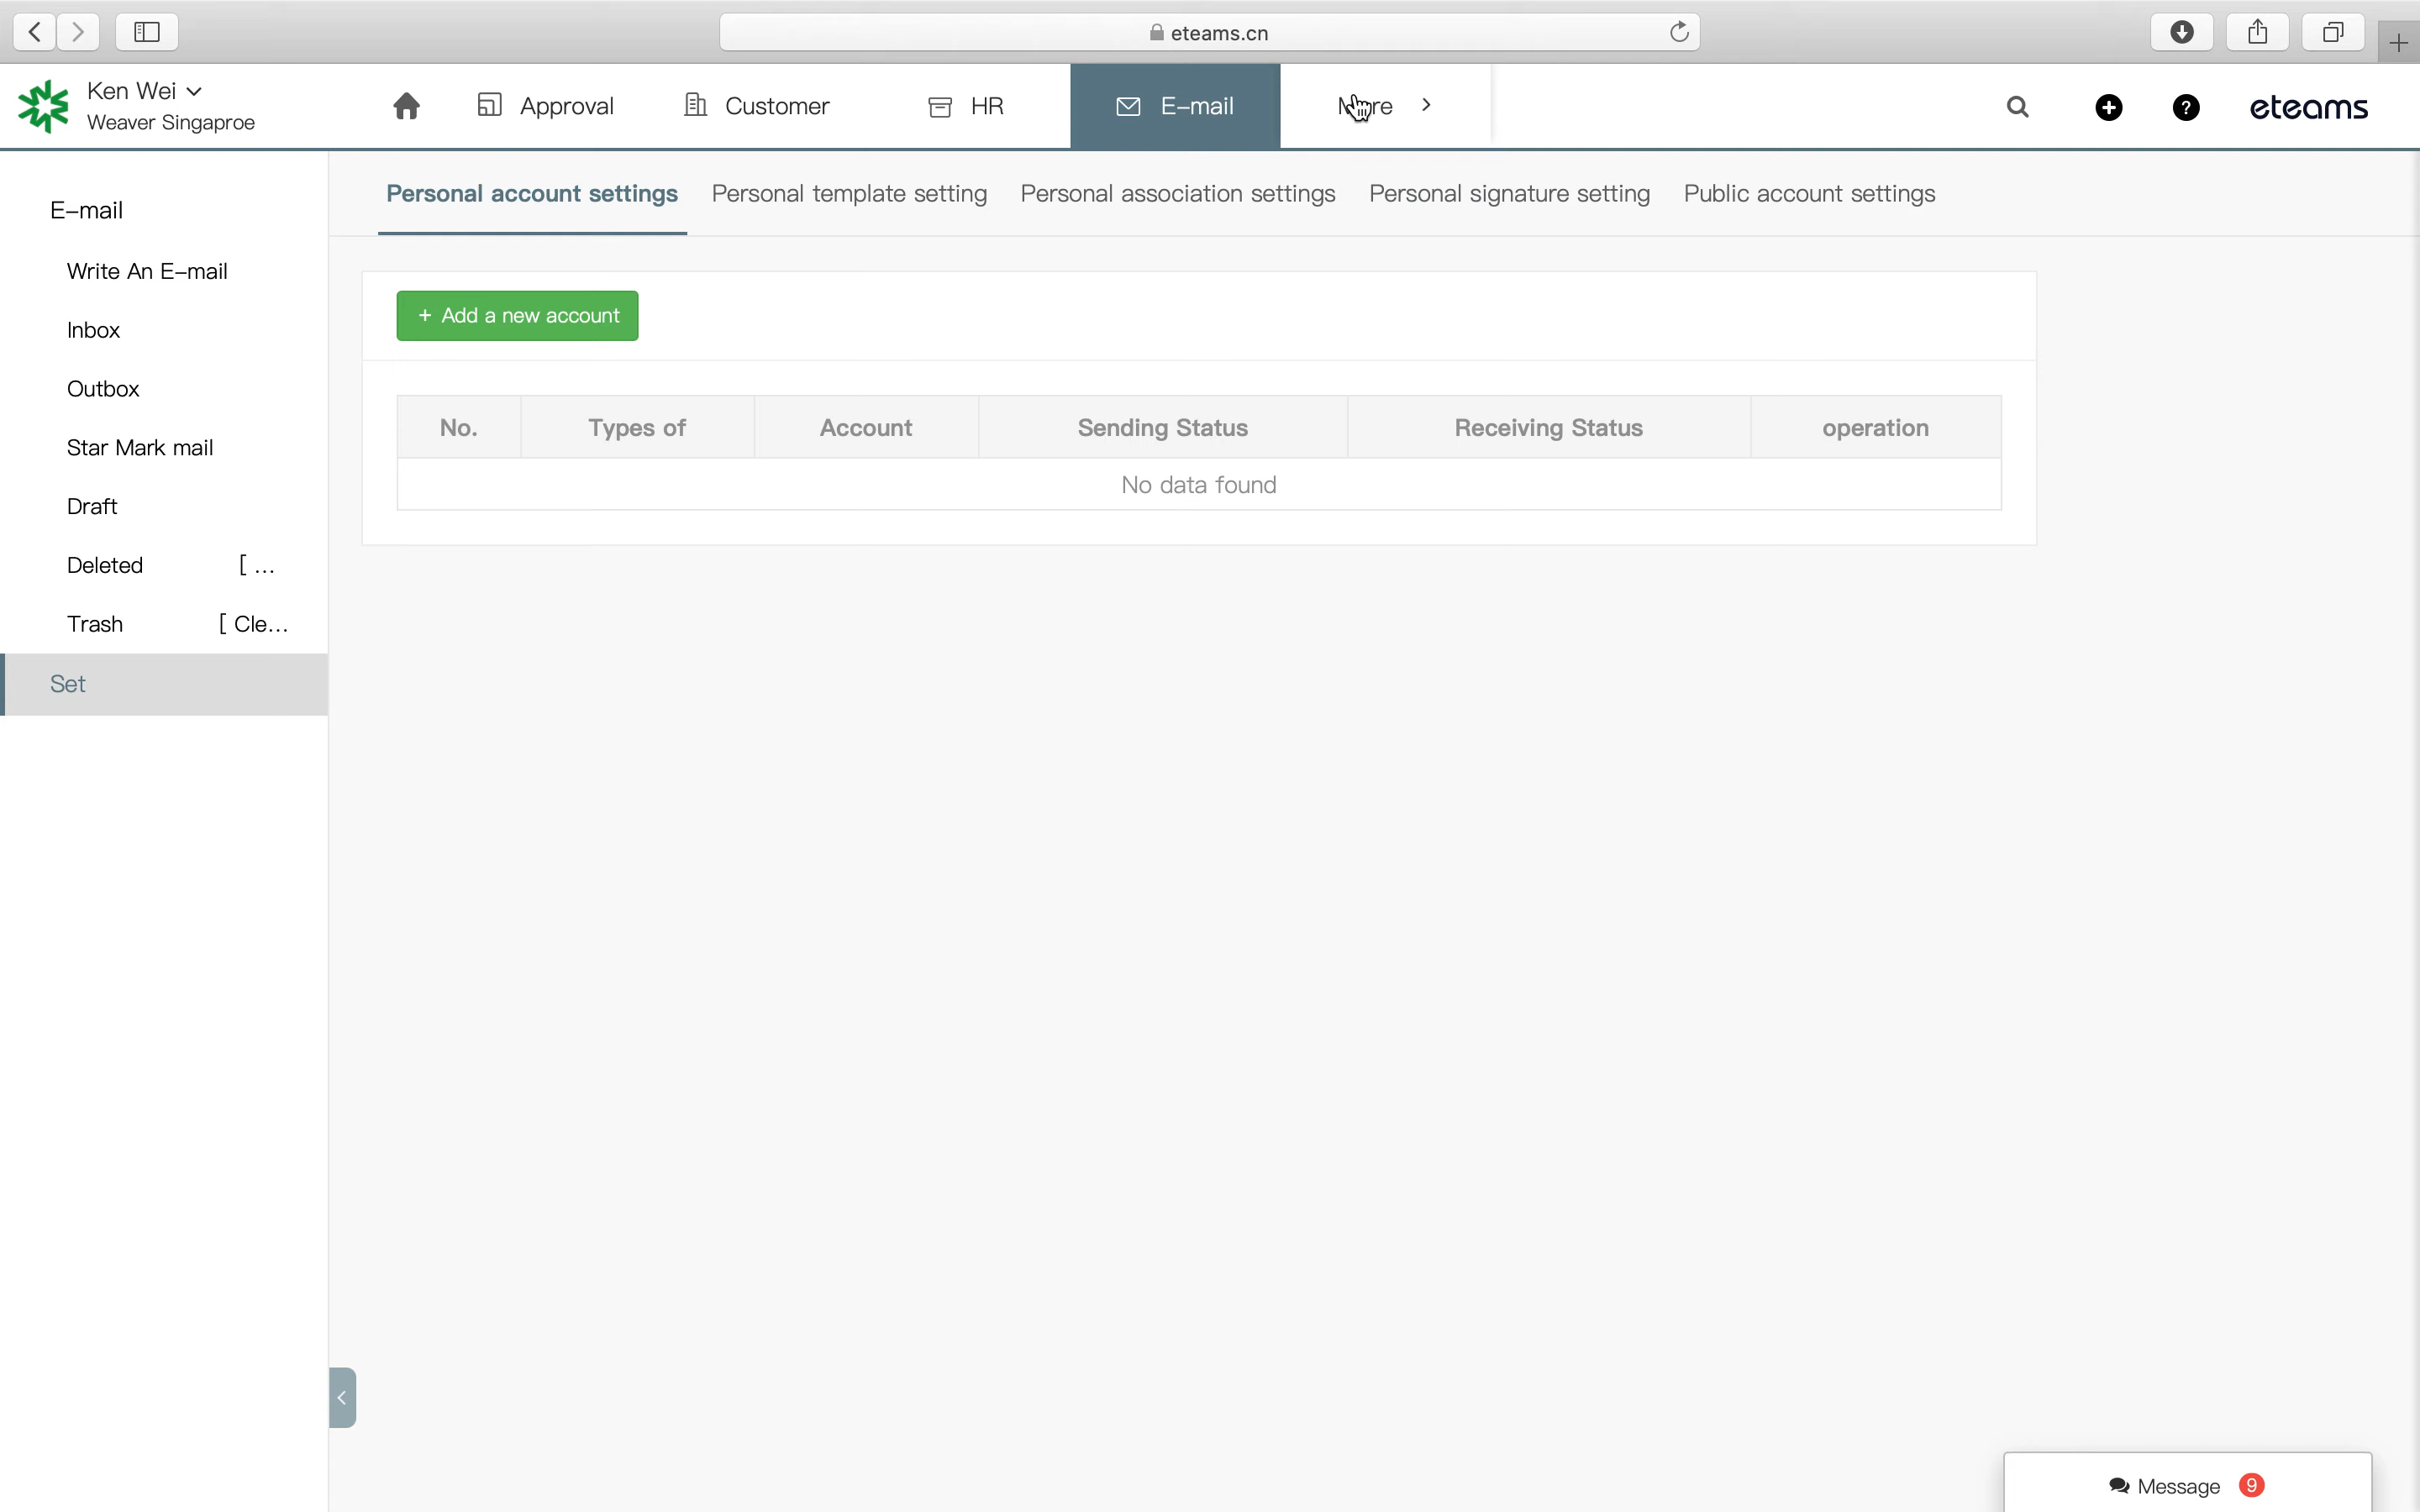 eteams.cn
Ken Wei
Weaver Singaproe
Approval
Customer
HR
E-mail
More
eteams
E-mail
Write An E-mail
Inbox
Outbox
Star Mark mail
Draft
Deleted [ ...
Trash [ Cle...
Set
Personal account settings Personal template setting Personal association settings Personal signature setting Public account settings
+ Add a new account
No. Types of Account Sending Status Receiving Status operation
No data found
Message 9